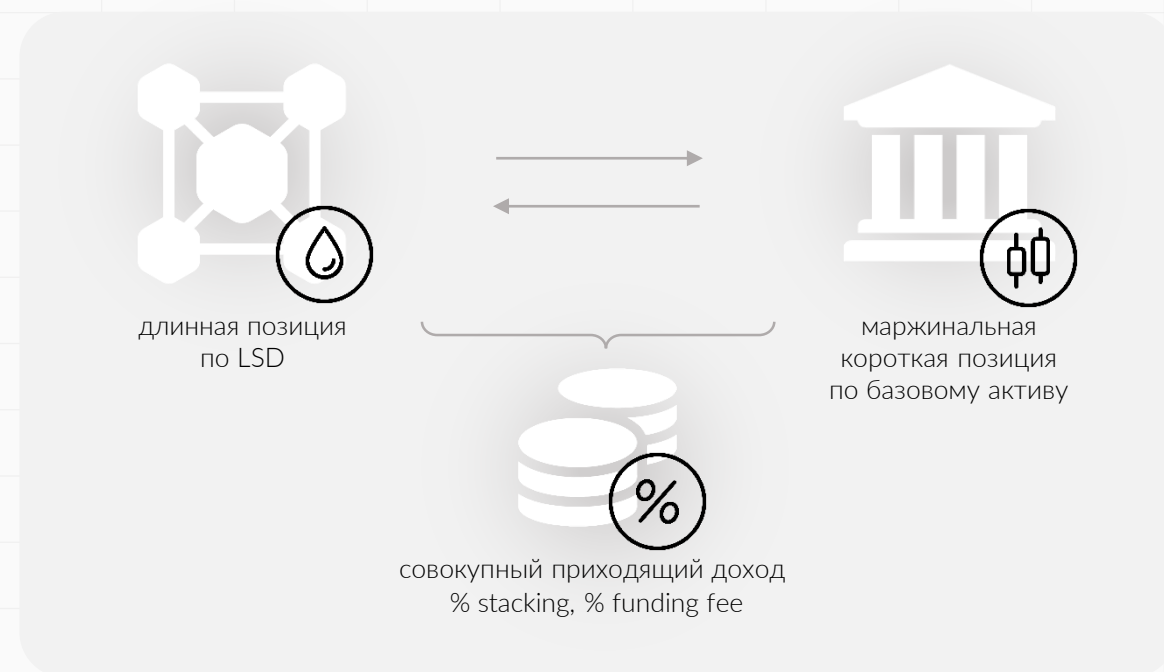 длинная позиция
по LSD
маржинальная
короткая позиция
по базовому активу
%
совокупный приходящий доход
% stacking, % funding fee